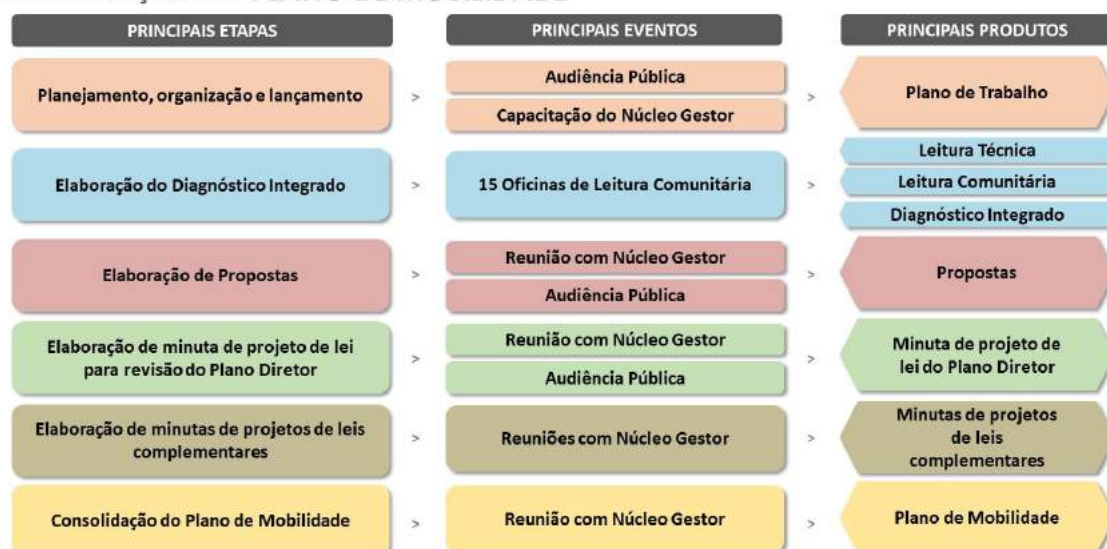 PRINCIPAIS ETAPAS
PRINCIPAIS EVENTOS
PRINCIPAIS PRODUTOS
Planejamento, organização e lançamento
>
Audiência Pública
Capacitação do Núcleo Gestor
>
Plano de Trabalho
Elaboração do Diagnóstico Integrado
>
15 Oficinas de Leitura Comunitária
>
Leitura Técnica
Leitura Comunitária
Diagnóstico Integrado
Elaboração de Propostas
>
Reunião com Núcleo Gestor
Audiência Pública
>
Propostas
Elaboração de minuta de projeto de lei
para revisão do Plano Diretor
>
Reunião com Núcleo Gestor
Audiência Pública
>
Minuta de projeto de
lei do Plano Diretor
Elaboração de minutas de projetos de leis
complementares
>
Reuniões com Núcleo Gestor
>
Minutas de projetos
de leis
complementares
Consolidação do Plano de Mobilidade
>
Reunião com Núcleo Gestor
>
Plano de Mobilidade